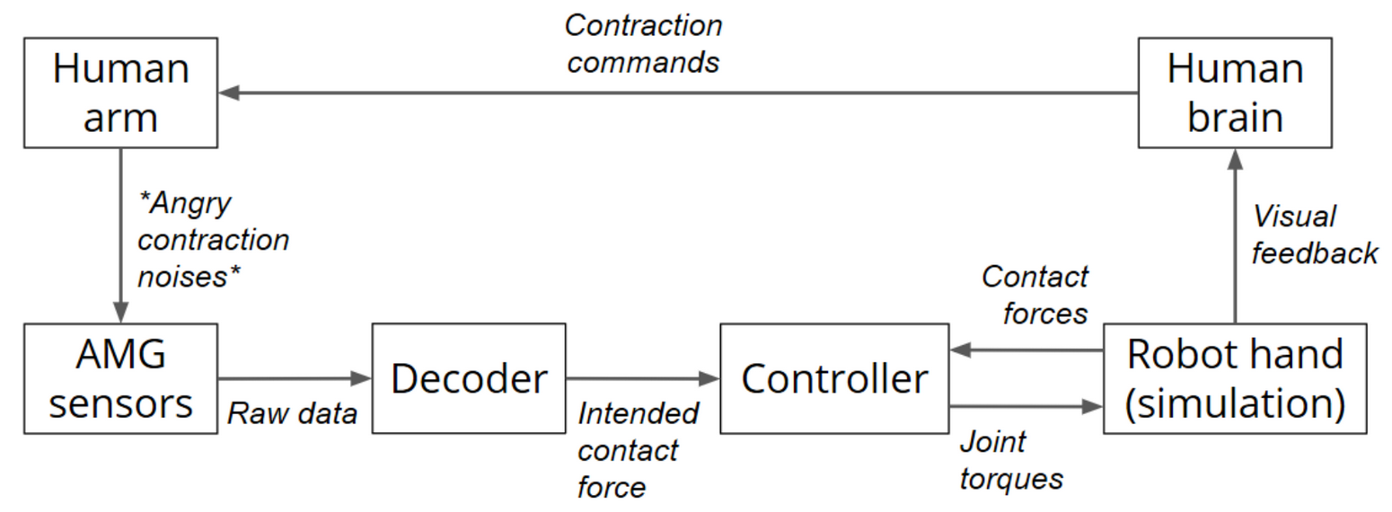 Contraction
commands
Human
arm
Human
brain
*Angry
contraction
noises*
Visual
feedback
Contact
forces
AMG
sensors
Raw data
Decoder
Intended
contact
force
Controller
Joint
torques
Robot hand
(simulation)